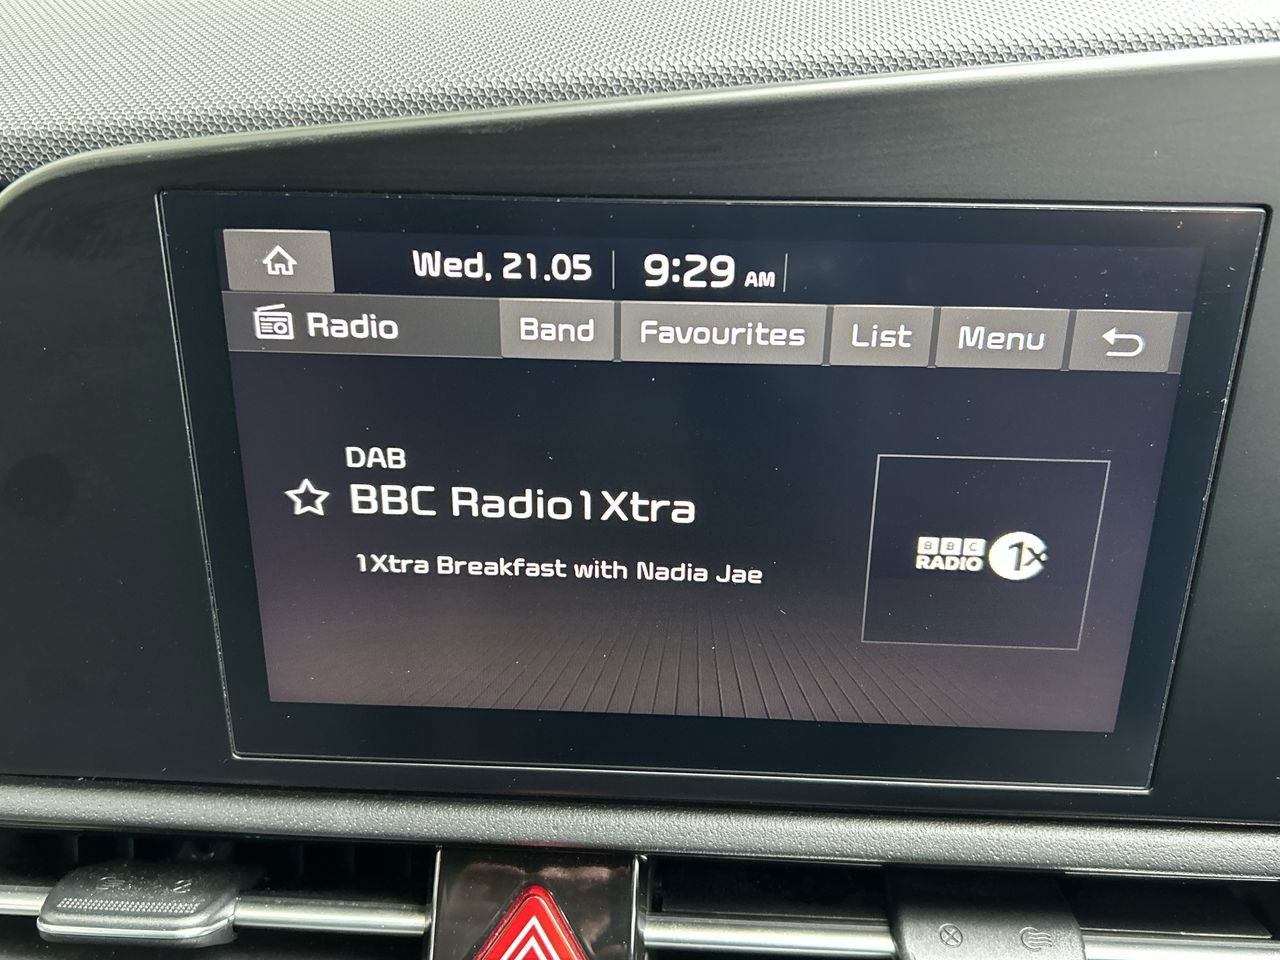 Wed, 21.05 9:29 AM
Radio Band Favourites List Menu
DAB
BBC Radio1Xtra
1Xtra Breakfast with Nadia Jae
BBC
RADIO 1X